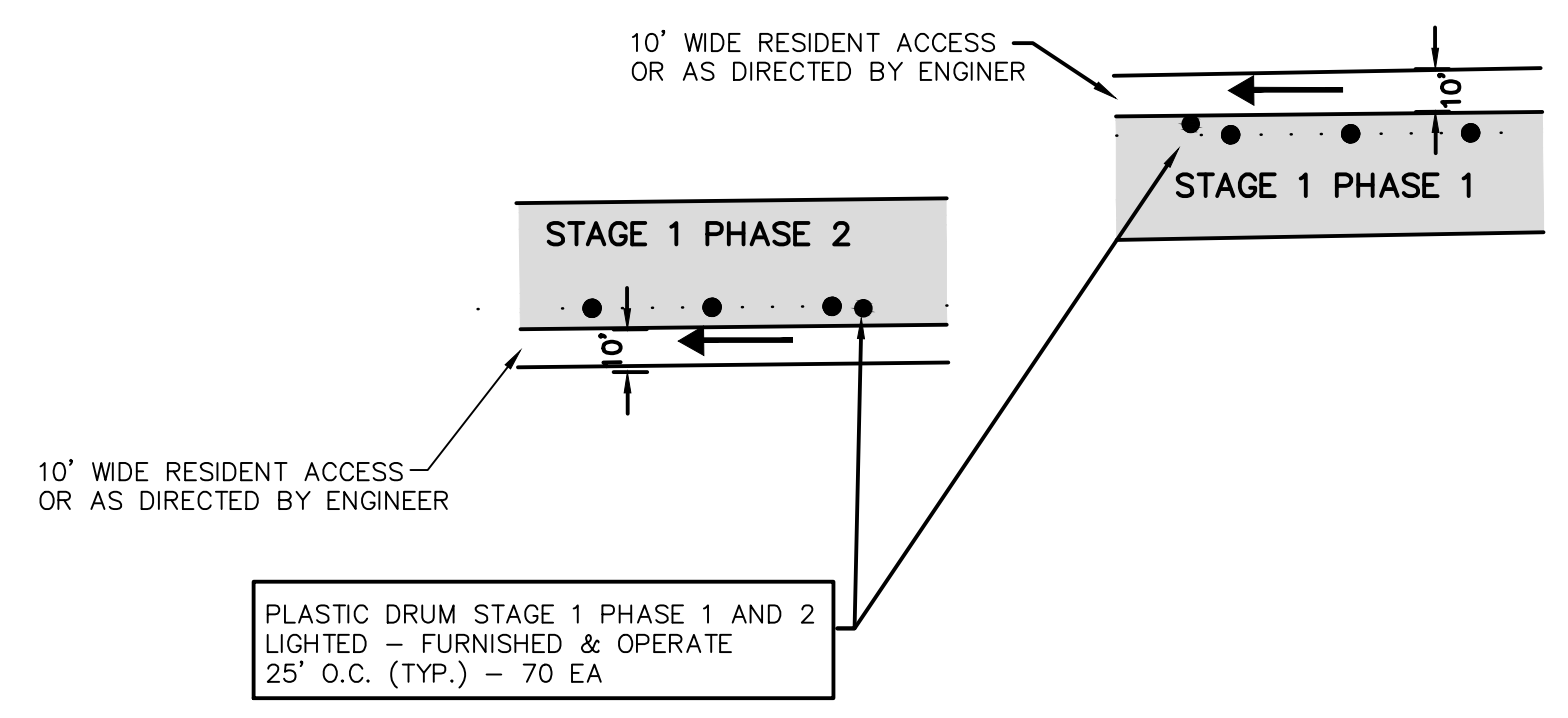 10' WIDE RESIDENT ACCESS
OR AS DIRECTED BY ENGINER
10'
STAGE 1 PHASE 1
STAGE 1 PHASE 2
10'
10' WIDE RESIDENT ACCESS
OR AS DIRECTED BY ENGINEER
PLASTIC DRUM STAGE 1 PHASE 1 AND 2
LIGHTED – FURNISHED & OPERATE
25' O.C. (TYP.) – 70 EA